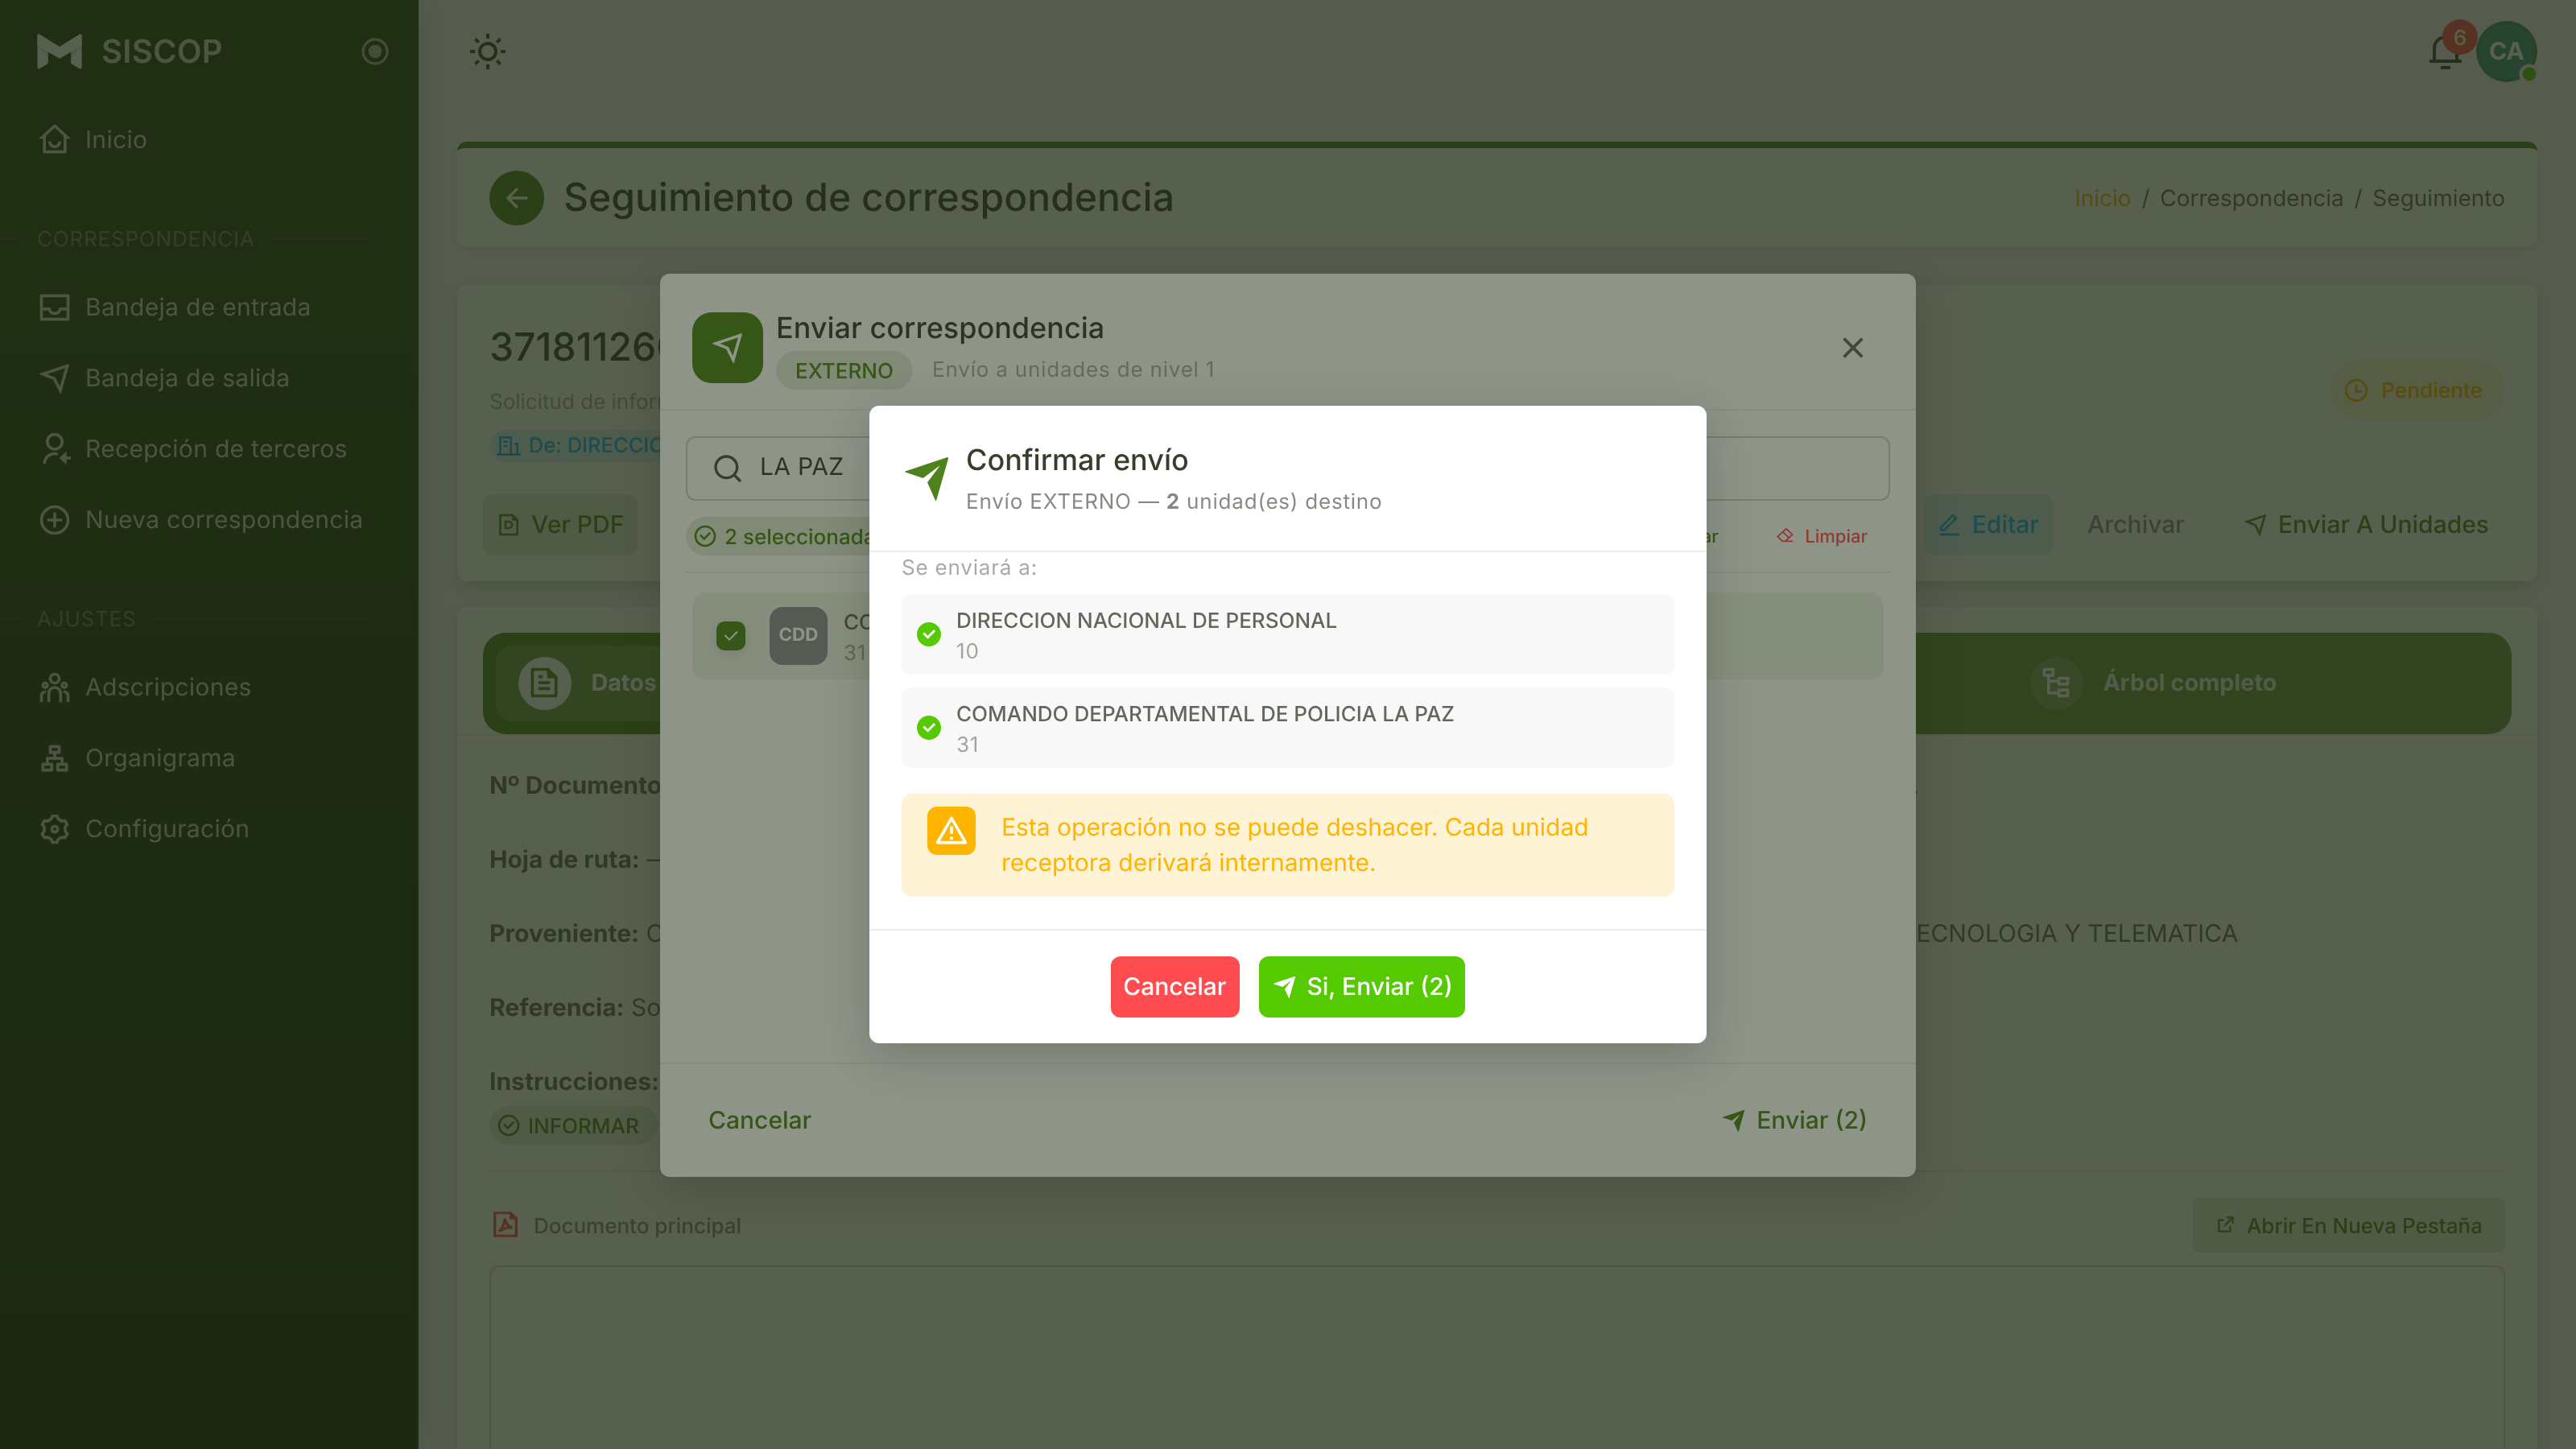 SISCOP
Inicio
CORRESPONDENCIA
Bandeja de entrada
Bandeja de salida
Recepción de terceros
Nueva correspondencia
AJUSTES
Adscripciones
Organigrama
Configuración
6
CA
Seguimiento de correspondencia
Inicio / Correspondencia / Seguimiento
37181126
Solicitud de
De:
Pendiente
Ver PDF
Editar
Archivar
Enviar A Unidades
Datos
Árbol completo
Nº Documento
Hoja de ruta: —
Proveniente:
Y TELEMATICA
Referencia:
Instrucciones:
INFORMAR
Documento principal
Abrir En Nueva Pestaña
Enviar correspondencia
EXTERNO
Envío a unidades de nivel 1
LA PAZ
2
Limpiar
CDD
31
Cancelar
Enviar (2)
Confirmar envío
Envío EXTERNO — 2 unidad(es) destino
Se enviará a:
DIRECCION NACIONAL DE PERSONAL
10
COMANDO DEPARTAMENTAL DE POLICIA LA PAZ
31
Esta operación no se puede deshacer. Cada unidad
receptora derivará internamente.
Cancelar
Si, Enviar (2)